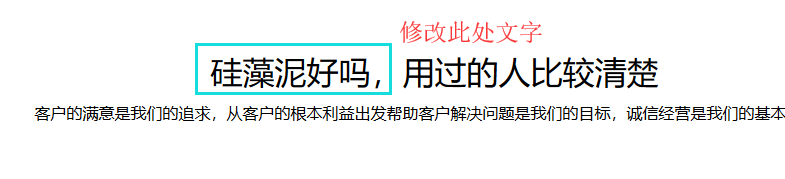 修改此处文字
硅藻泥好吗，用过的人比较清楚
客户的满意是我们的追求，从客户的根本利益出发帮助客户解决问题是我们的目标，诚信经营是我们的基本